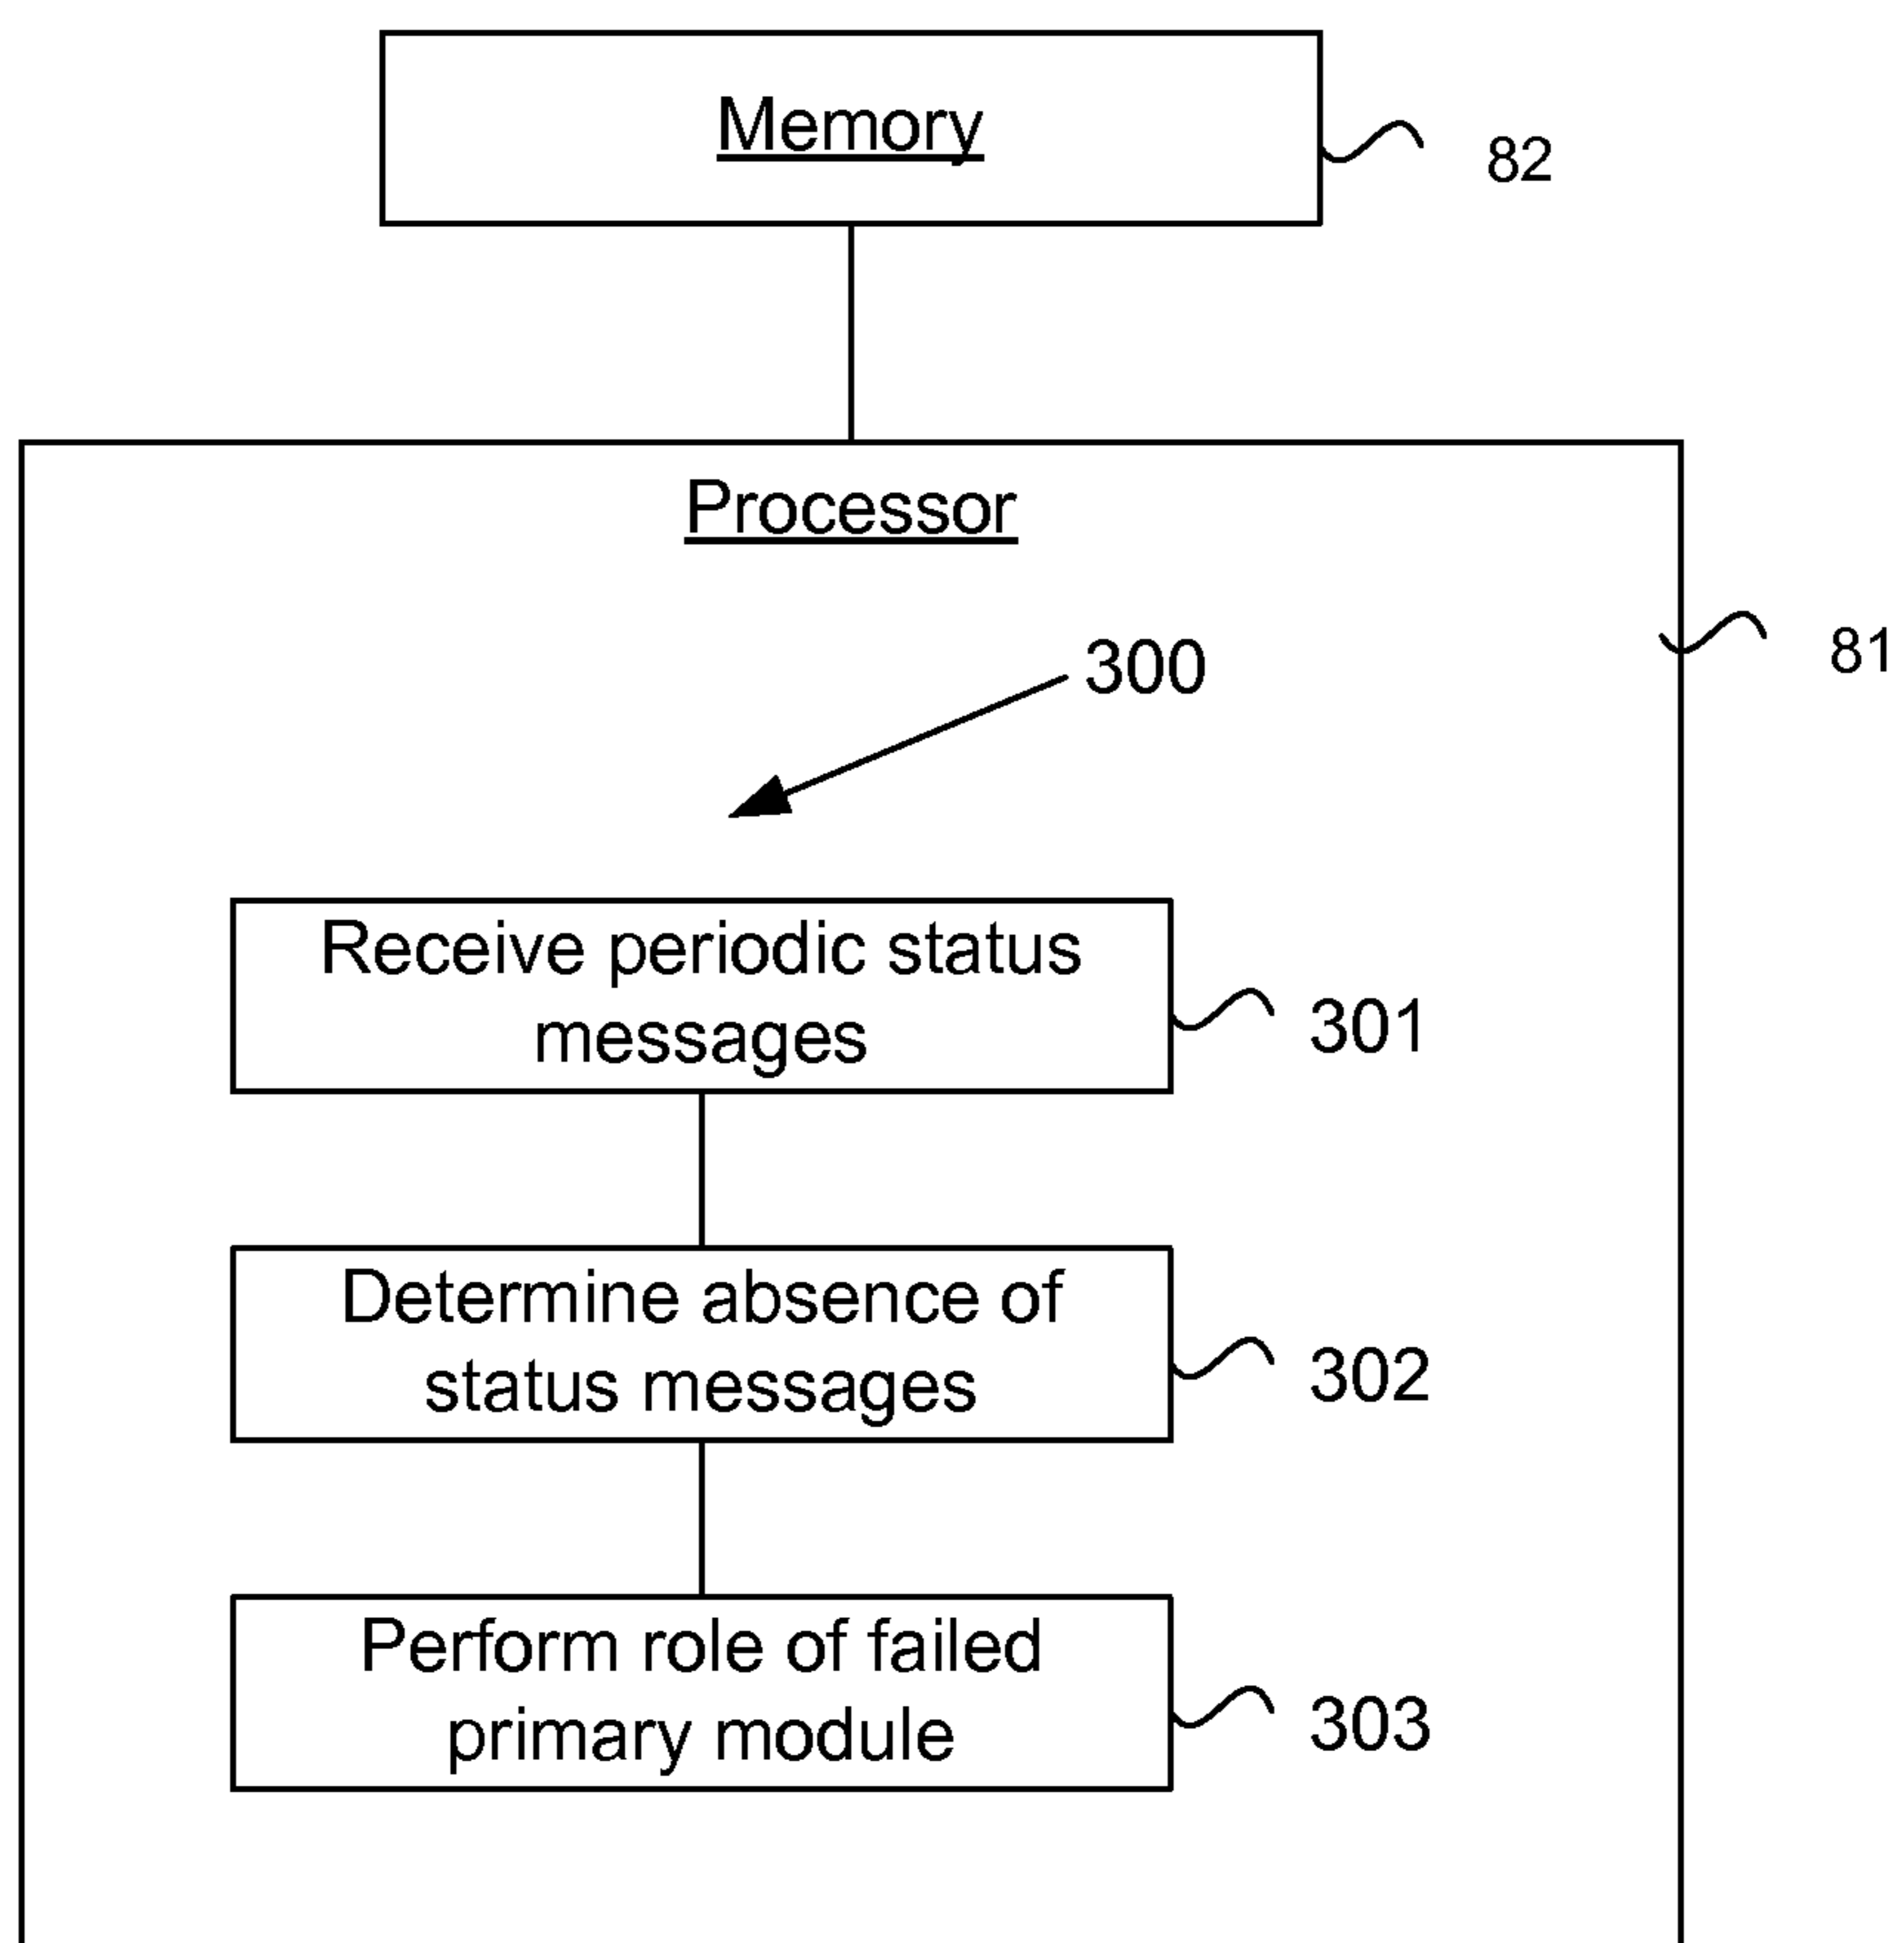 Memory
82
Processor
300
81
Receive periodic status
messages
301
Determine absence of
status messages
302
Perform role of failed
primary module
303